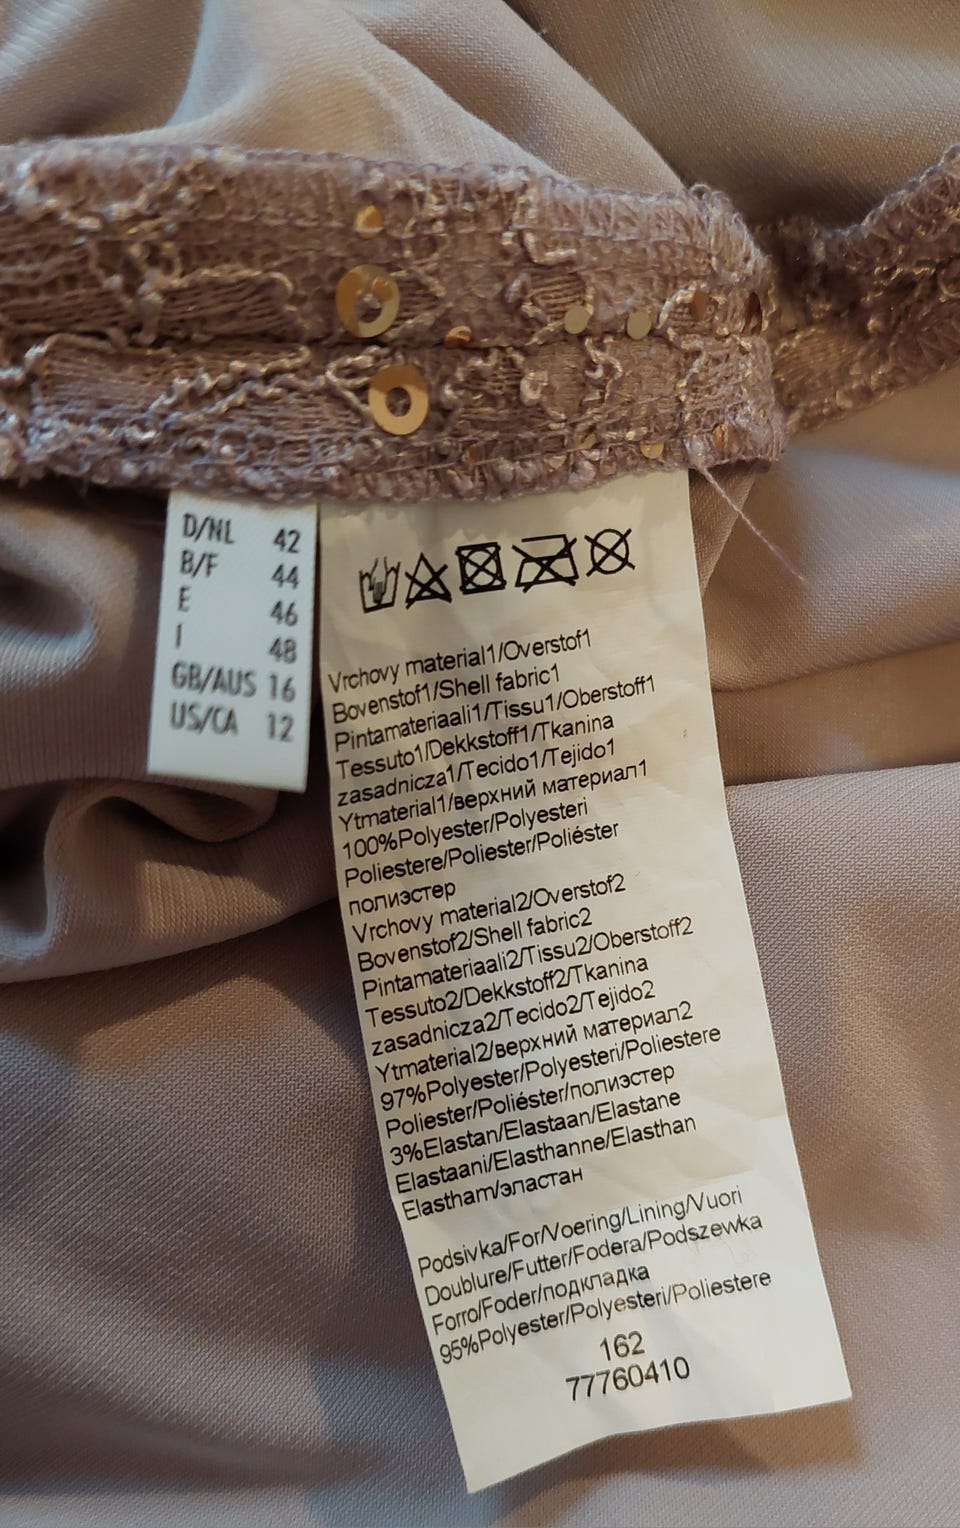 D/NL 42
B/F 44
E 46
I 48
GB/AUS 16
US/CA 12
Vrchovy material1/Overstof1
Bovenstof1/Shell fabric1
Pintamateriaali1/Tissu1/Oberstoff1
Tessuto1/Dekkstoff1/Tkanina
zasadnicza1/Tecido1/Tejido1
Ytmaterial1/верхний материал1
100%Polyester/Polyesteri
Poliestere/Poliester/Poliéster
полиэстер
Vrchovy material2/Overstof2
Bovenstof2/Shell fabric2
Pintamateriaali2/Tissu2/Oberstoff2
Tessuto2/Dekkstoff2/Tkanina
zasadnicza2/Tecido2/Tejido2
Ytmaterial2/верхний материал2
97%Polyester/Polyesteri/Poliestere
Poliester/Poliéster/полиэстер
3%Elastan/Elastaan/Elastane
Elastaani/Elasthanne/Elasthan
Elastham/эластан
Podsivka/For/Voering/Lining/Vuori
Doublure/Futter/Fodera/Podszewka
Forro/Foder/подкладка
95%Polyester/Polyesteri/Poliestere
162
77760410